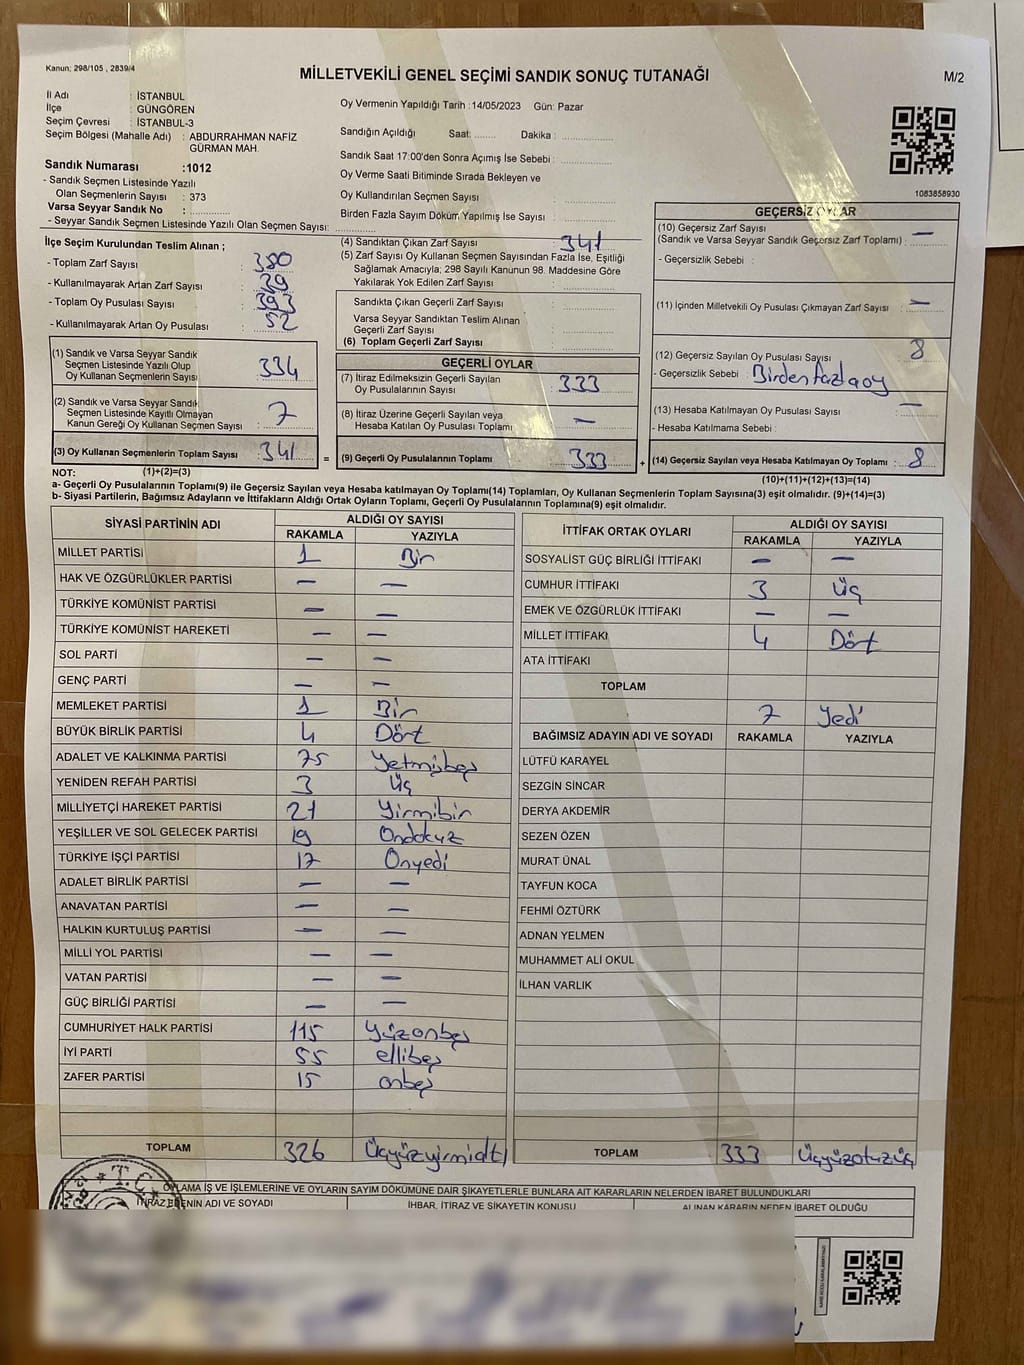 Kanun; 298/105 , 2839/4
MİLLETVEKİLİ GENEL SEÇİMİ SANDIK SONUÇ TUTANAĞI
M/2
İl Adı : İSTANBUL
İlçe : GÜNGÖREN
Seçim Çevresi : İSTANBUL-3
Seçim Bölgesi (Mahalle Adı) : ABDURRAHMAN NAFİZ
GÜRMAN MAH.
Sandık Numarası :1012
- Sandık Seçmen Listesinde Yazılı
Olan Seçmenlerin Sayısı : 373
Varsa Seyyar Sandık No : ..............
- Seyyar Sandık Seçmen Listesinde Yazılı Olan Seçmen Sayısı: ..............
Oy Vermenin Yapıldığı Tarih :14/05/2023 Gün: Pazar
Sandığın Açıldığı Saat: ....... Dakika : ..............
Sandık Saat 17:00'den Sonra Açımış İse Sebebi : ..............
Oy Verme Saati Bitiminde Sırada Bekleyen ve
Oy Kullandırılan Seçmen Sayısı : ..............
Birden Fazla Sayım Döküm Yapılmış İse Sayısı : ..............
1083858930
İlçe Seçim Kurulundan Teslim Alınan ;
- Toplam Zarf Sayısı : 380
- Kullanılmayarak Artan Zarf Sayısı : 39
- Toplam Oy Pusulası Sayısı : 393
- Kullanılmayarak Artan Oy Pusulası : 52
(4) Sandıktan Çıkan Zarf Sayısı : 341
(5) Zarf Sayısı Oy Kullanan Seçmen Sayısından Fazla İse, Eşitliği
Sağlamak Amacıyla; 298 Sayılı Kanunun 98. Maddesine Göre
Yakılarak Yok Edilen Zarf Sayısı :
Sandıkta Çıkan Geçerli Zarf Sayısı :
Varsa Seyyar Sandıktan Teslim Alınan
Geçerli Zarf Sayısı :
(6) Toplam Geçerli Zarf Sayısı :
GEÇERSİZ OYLAR
(10) Geçersiz Zarf Sayısı —
(Sandık ve Varsa Seyyar Sandık Geçersiz Zarf Toplamı) :
- Geçersizlik Sebebi :
(11) İçinden Milletvekili Oy Pusulası Çıkmayan Zarf Sayısı : —
(12) Geçersiz Sayılan Oy Pusulası Sayısı : 8
- Geçersizlik Sebebi : Birden fazla oy
(13) Hesaba Katılmayan Oy Pusulası Sayısı : —
- Hesaba Katılmama Sebebi :
(14) Geçersiz Sayılan veya Hesaba Katılmayan Oy Toplamı : 8
(10)+(11)+(12)+(13)=(14)
(1) Sandık ve Varsa Seyyar Sandık
Seçmen Listesinde Yazılı Olup
Oy Kullanan Seçmenlerin Sayısı : 334
(2) Sandık ve Varsa Seyyar Sandık
Seçmen Listesinde Kayıtlı Olmayan
Kanun Gereği Oy Kullanan Seçmen Sayısı : 7
(3) Oy Kullanan Seçmenlerin Toplam Sayısı : 341 =
GEÇERLİ OYLAR
(7) İtiraz Edilmeksizin Geçerli Sayılan
Oy Pusulalarının Sayısı : 333
(8) İtiraz Üzerine Geçerli Sayılan veya
Hesaba Katılan Oy Pusulası Toplamı : —
(9) Geçerli Oy Pusulalarının Toplamı : 333 +
NOT: (1)+(2)=(3)
a- Geçerli Oy Pusulalarının Toplamı(9) ile Geçersiz Sayılan veya Hesaba katılmayan Oy Toplamı(14) Toplamları, Oy Kullanan Seçmenlerin Toplam Sayısına(3) eşit olmalıdır. (9)+(14)=(3)
b- Siyasi Partilerin, Bağımsız Adayların ve İttifakların Aldığı Ortak Oyların Toplamı, Geçerli Oy Pusulalarının Toplamına(9) eşit olmalıdır.
SİYASİ PARTİNİN ADI ALDIĞI OY SAYISI
RAKAMLA YAZIYLA
MİLLET PARTİSİ 1 Bir
HAK VE ÖZGÜRLÜKLER PARTİSİ — —
TÜRKİYE KOMÜNİST PARTİSİ — —
TÜRKİYE KOMÜNİST HAREKETİ — —
SOL PARTİ — —
GENÇ PARTİ — —
MEMLEKET PARTİSİ 1 Bir
BÜYÜK BİRLİK PARTİSİ 4 Dört
ADALET VE KALKINMA PARTİSİ 75 Yetmişbeş
YENİDEN REFAH PARTİSİ 3 Üç
MİLLİYETÇİ HAREKET PARTİSİ 21 Yirmibir
YEŞİLLER VE SOL GELECEK PARTİSİ 19 Ondokuz
TÜRKİYE İŞÇİ PARTİSİ 17 Onyedi
ADALET BİRLİK PARTİSİ — —
ANAVATAN PARTİSİ — —
HALKIN KURTULUŞ PARTİSİ — —
MİLLİ YOL PARTİSİ — —
VATAN PARTİSİ — —
GÜÇ BİRLİĞİ PARTİSİ — —
CUMHURİYET HALK PARTİSİ 115 Yüzonbeş
İYİ PARTİ 55 ellibeş
ZAFER PARTİSİ 15 onbeş
TOPLAM 326 Üçyüzyirmialtı
İTTİFAK ORTAK OYLARI ALDIĞI OY SAYISI
RAKAMLA YAZIYLA
SOSYALİST GÜÇ BİRLİĞİ İTTİFAKI — —
CUMHUR İTTİFAKI 3 Üç
EMEK VE ÖZGÜRLÜK İTTİFAKI — —
MİLLET İTTİFAKI 4 Dört
ATA İTTİFAKI
TOPLAM 7 Yedi
BAĞIMSIZ ADAYIN ADI VE SOYADI RAKAMLA YAZIYLA
LÜTFÜ KARAYEL
SEZGİN SİNCAR
DERYA AKDEMİR
SEZEN ÖZEN
MURAT ÜNAL
TAYFUN KOCA
FEHMİ ÖZTÜRK
ADNAN YELMEN
MUHAMMET ALİ OKUL
İLHAN VARLIK
TOPLAM 333 Üçyüzotuzüç
T.C.
OYLAMA İŞ VE İŞLEMLERİNE VE OYLARIN SAYIM DÖKÜMÜNE DAİR ŞİKAYETLERLE BUNLARA AİT KARARLARIN NELERDEN İBARET BULUNDUKLARI
İTİRAZ EDENİN ADI VE SOYADI İHBAR, İTİRAZ VE ŞİKAYETİN KONUSU ALINAN KARARIN NEDEN İBARET OLDUĞU